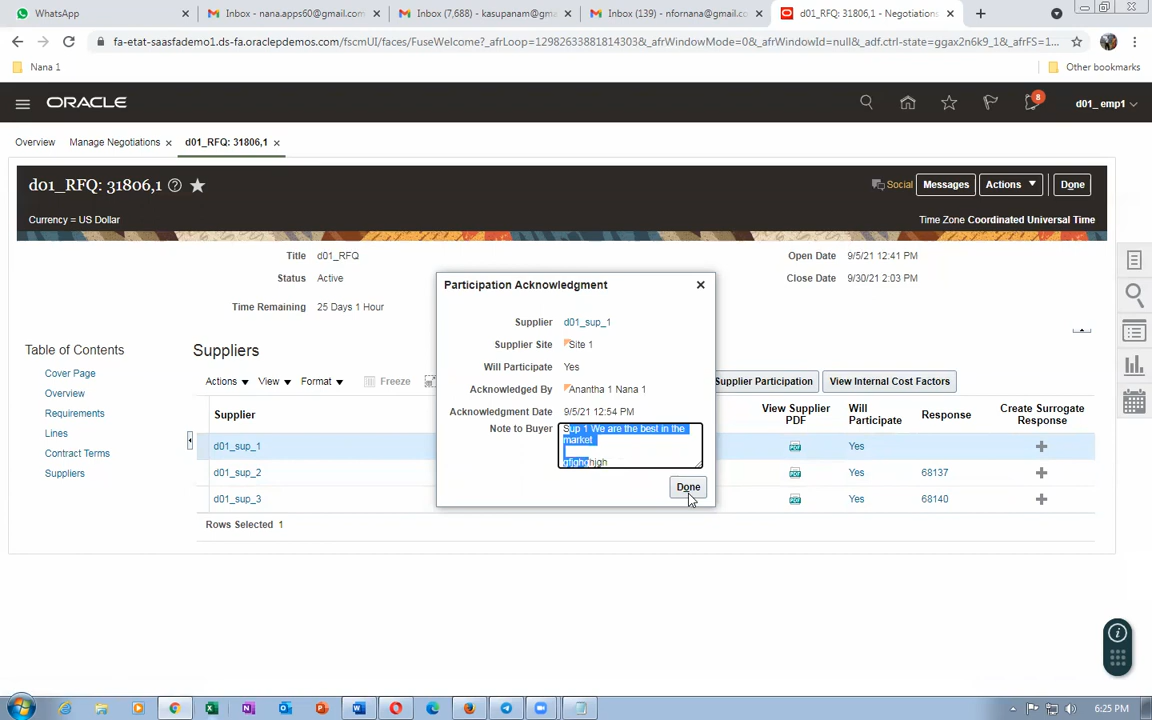 WhatsApp
Inbox - nana.apps60@gmail.com
Inbox (7,688) - kasupanam@gm
Inbox (139) - nfornana@gmail.co
d01_RFQ: 31806,1 - Negotiations
fa-etat-saasfademo1.ds-fa.oraclepdemos.com/fscmUI/faces/FuseWelcome?_afrLoop=12982633881814303&_afrWindowMode=0&_afrWindowId=null&_adf.ctrl-state=ggax2n6k9_1&_afrFS=1...
Nana 1
Other bookmarks
ORACLE
8
d01_ emp1
Overview
Manage Negotiations
d01_RFQ: 31806,1
d01_RFQ: 31806,1
Social
Messages
Actions
Done
Currency = US Dollar
Time Zone Coordinated Universal Time
Title d01_RFQ
Status Active
Time Remaining 25 Days 1 Hour
Open Date 9/5/21 12:41 PM
Close Date 9/30/21 2:03 PM
Table of Contents
Cover Page
Overview
Requirements
Lines
Contract Terms
Suppliers
Suppliers
Actions View Format Freeze
Supplier Participation
View Internal Cost Factors
Supplier
View Supplier PDF
Will Participate
Response
Create Surrogate Response
d01_sup_1 Yes
d01_sup_2 Yes 68137
d01_sup_3 Yes 68140
Rows Selected 1
Participation Acknowledgment
Supplier d01_sup_1
Supplier Site Site 1
Will Participate Yes
Acknowledged By Anantha 1 Nana 1
Acknowledgment Date 9/5/21 12:54 PM
Note to Buyer Sup 1 We are the best in the
market
gfjghghjgh
Done
6:25 PM